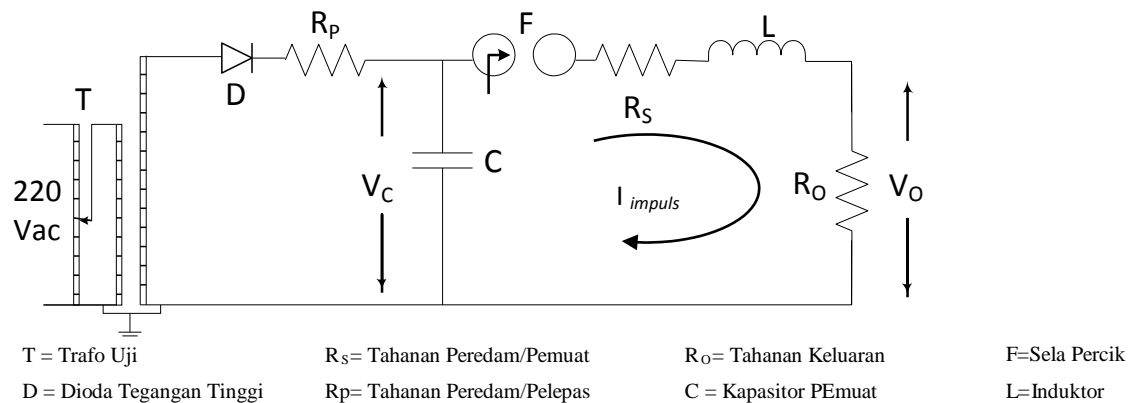 R_P
F
L
D
T
R_S
220
Vac
V_C
C
I impuls
R_O
V_O
T = Trafo Uji
R_S= Tahanan Peredam/Pemuat
R_O= Tahanan Keluaran
F=Sela Percik
D = Dioda Tegangan Tinggi
Rp= Tahanan Peredam/Pelepas
C = Kapasitor PEmuat
L=Induktor